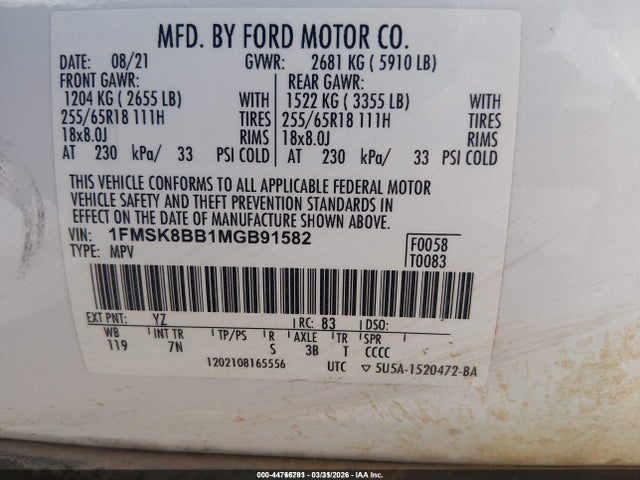 MFD. BY FORD MOTOR CO.
DATE: 08/21 GVWR: 2681 KG ( 5910 LB)
FRONT GAWR: REAR GAWR:
1204 KG ( 2655 LB) WITH 1522 KG ( 3355 LB) WITH
255/65R18 111H TIRES 255/65R18 111H TIRES
18x8.0J RIMS 18x8.0J RIMS
AT 230 kPa/ 33 PSI COLD AT 230 kPa/ 33 PSI COLD
THIS VEHICLE CONFORMS TO ALL APPLICABLE FEDERAL MOTOR
VEHICLE SAFETY AND THEFT PREVENTION STANDARDS IN
EFFECT ON THE DATE OF MANUFACTURE SHOWN ABOVE.
VIN: 1FMSK8BB1MGB91582 F0058
TYPE: MPV T0083
EXT PNT: YZ RC: 83 DSO:
WB INT TR TP/PS R AXLE TR SPR
119 7N S 3B T CCCC
1202108165556 UTC ▽ 5U5A-1520472-BA
000-44766293 - 03/31/2026 - IAA Inc.